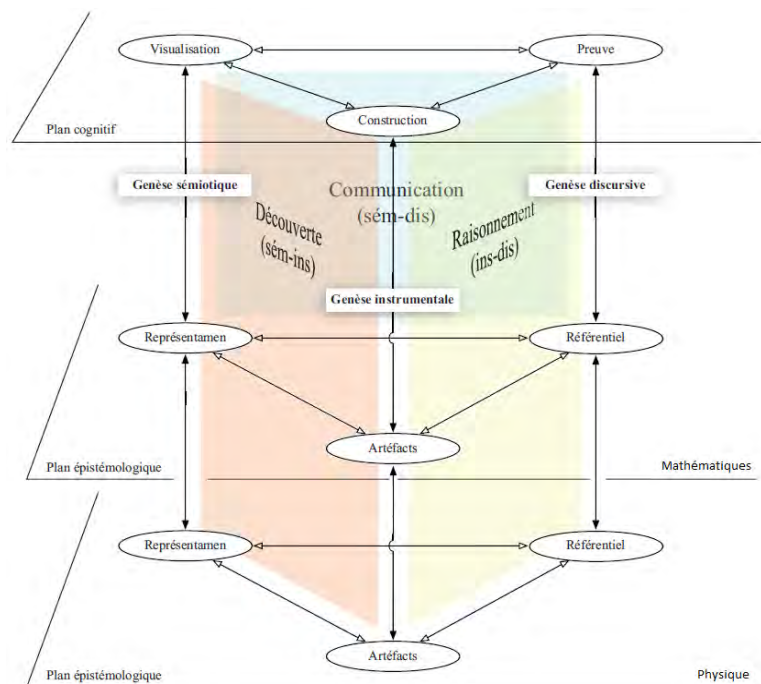 Visualisation
Preuve
Construction
Plan cognitif
Genèse sémiotique
Communication
(sém-dis)
Genèse discursive
Découverte
(sém-ins)
Raisonnement
(ins-dis)
Genèse instrumentale
Représentamen
Référentiel
Artéfacts
Plan épistémologique
Mathématiques
Représentamen
Référentiel
Artéfacts
Plan épistémologique
Physique